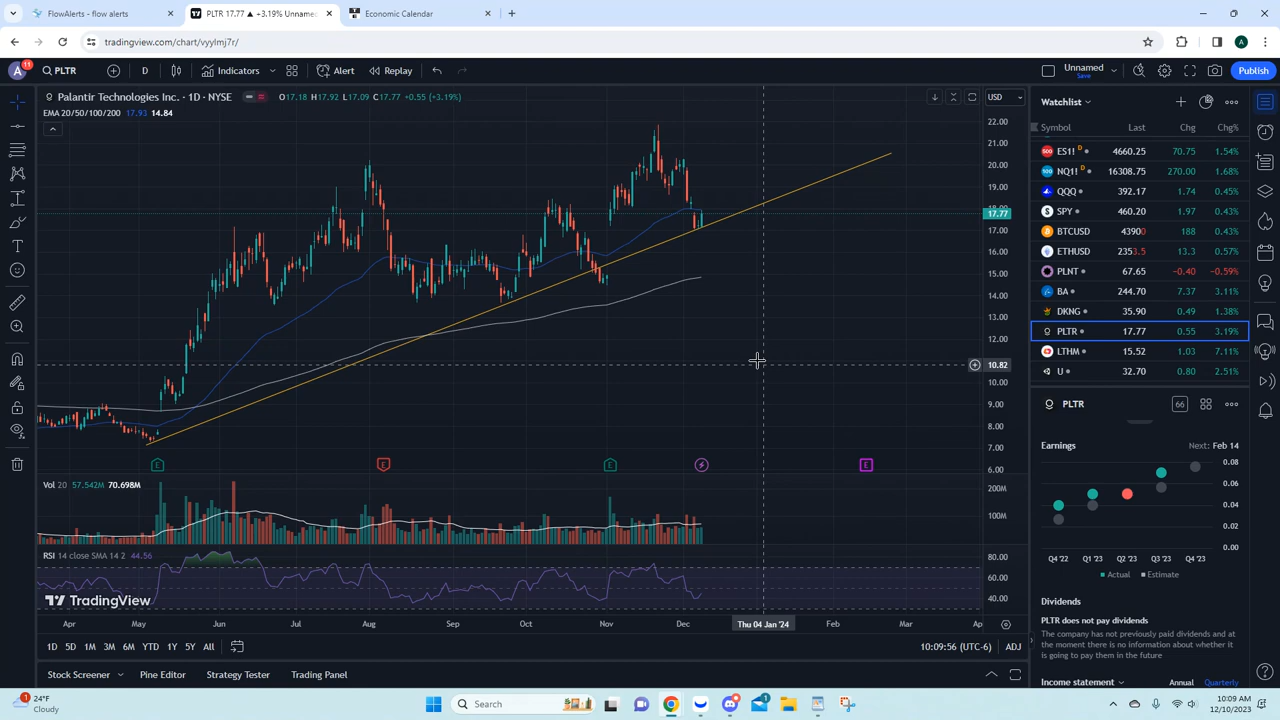 FlowAlerts - flow alerts
PLTR 17.77 ▲ +3.19% Unname
Economic Calendar
tradingview.com/chart/vyylmj7r/
A
11
PLTR
D
Indicators
Alert
Replay
Unnamed
Save
Publish
Palantir Technologies Inc. · 1D · NYSE
O17.18 H17.92 L17.09 C17.77 +0.55 (+3.19%)
EMA 20/50/100/200 17.93 14.84
USD
22.00
21.00
20.00
19.00
18.00
17.77
17.00
16.00
15.00
14.00
13.00
12.00
10.82
10.00
9.00
8.00
7.00
6.00
E
E
E
E
Vol 20 57.542M 70.698M
200M
100M
RSI 14 close SMA 14 2 44.56
80.00
60.00
40.00
TradingView
Apr May Jun Jul Aug Sep Oct Nov Dec Thu 04 Jan '24 Feb Mar Ap
1D 5D 1M 3M 6M YTD 1Y 5Y All
10:09:56 (UTC-6)
ADJ
Stock Screener
Pine Editor
Strategy Tester
Trading Panel
Watchlist
Symbol Last Chg Chg%
ES1! D 4660.25 70.75 1.54%
NQ1! D 16308.75 270.00 1.68%
QQQ 392.17 1.74 0.45%
SPY 460.20 1.97 0.43%
BTCUSD 43900 188 0.43%
ETHUSD 2353.5 13.3 0.57%
PLNT 67.65 −0.40 −0.59%
BA 244.70 7.37 3.11%
DKNG 35.90 0.49 1.38%
PLTR 17.77 0.55 3.19%
LTHM 15.52 1.03 7.11%
U 32.70 0.80 2.51%
PLTR
66
Earnings
Next: Feb 14
0.08
0.06
0.04
0.02
0.00
Q4 '22 Q1 '23 Q2 '23 Q3 '23 Q4 '23
Actual Estimate
Dividends
PLTR does not pay dividends
The company has not previously paid dividends and at
the moment there is no information about whether it
is going to pay them in the future
Income statement
Annual Quarterly
24°F
Cloudy
Search
10:09 AM
12/10/2023